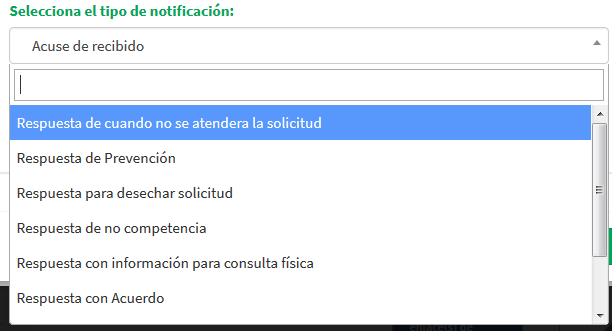 Selecciona el tipo de notificación:
Acuse de recibido
Respuesta de cuando no se atendera la solicitud
Respuesta de Prevención
Respuesta para desechar solicitud
Respuesta de no competencia
Respuesta con información para consulta física
Respuesta con Acuerdo